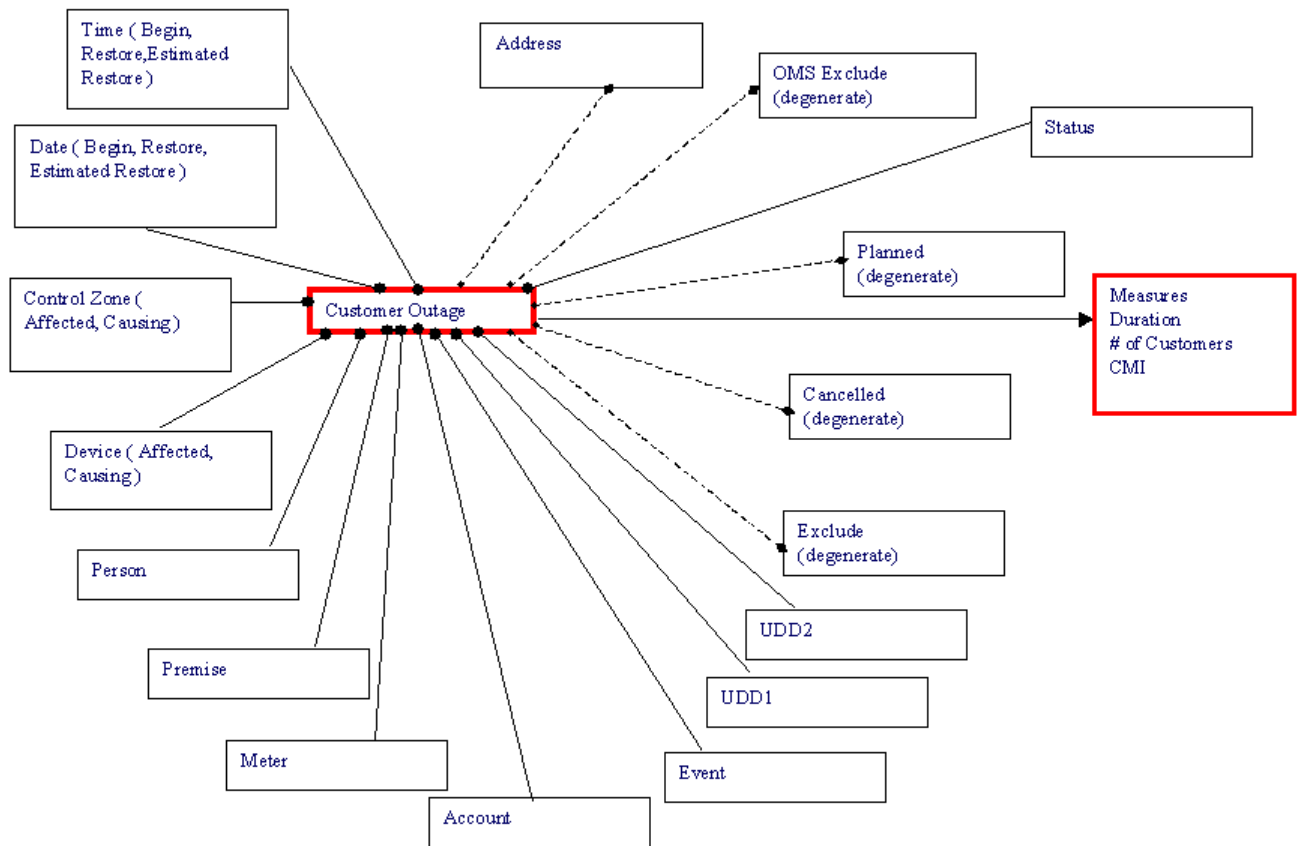 Time ( Begin,
Restore,Estimated
Restore )
Address
OMS Exclude
(degenerate)
Status
Date ( Begin, Restore,
Estimated Restore )
Planned
(degenerate)
Control Zone (
Affected, Causing )
Customer Outage
Measures
Duration
# of Customers
CMI
Cancelled
(degenerate)
Device ( Affected,
Causing )
Exclude
(degenerate)
Person
UDD2
Premise
UDD1
Meter
Event
Account